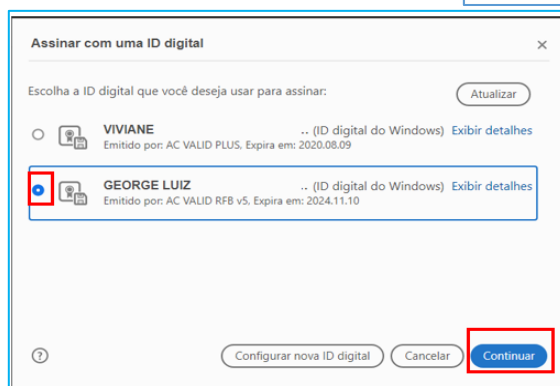 Assinar com uma ID digital
Escolha a ID digital que você deseja usar para assinar:
Atualizar
VIVIANE .. (ID digital do Windows) Exibir detalhes
Emitido por: AC VALID PLUS, Expira em: 2020.08.09
GEORGE LUIZ .. (ID digital do Windows) Exibir detalhes
Emitido por: AC VALID RFB v5, Expira em: 2024.11.10
? Configurar nova ID digital Cancelar Continuar